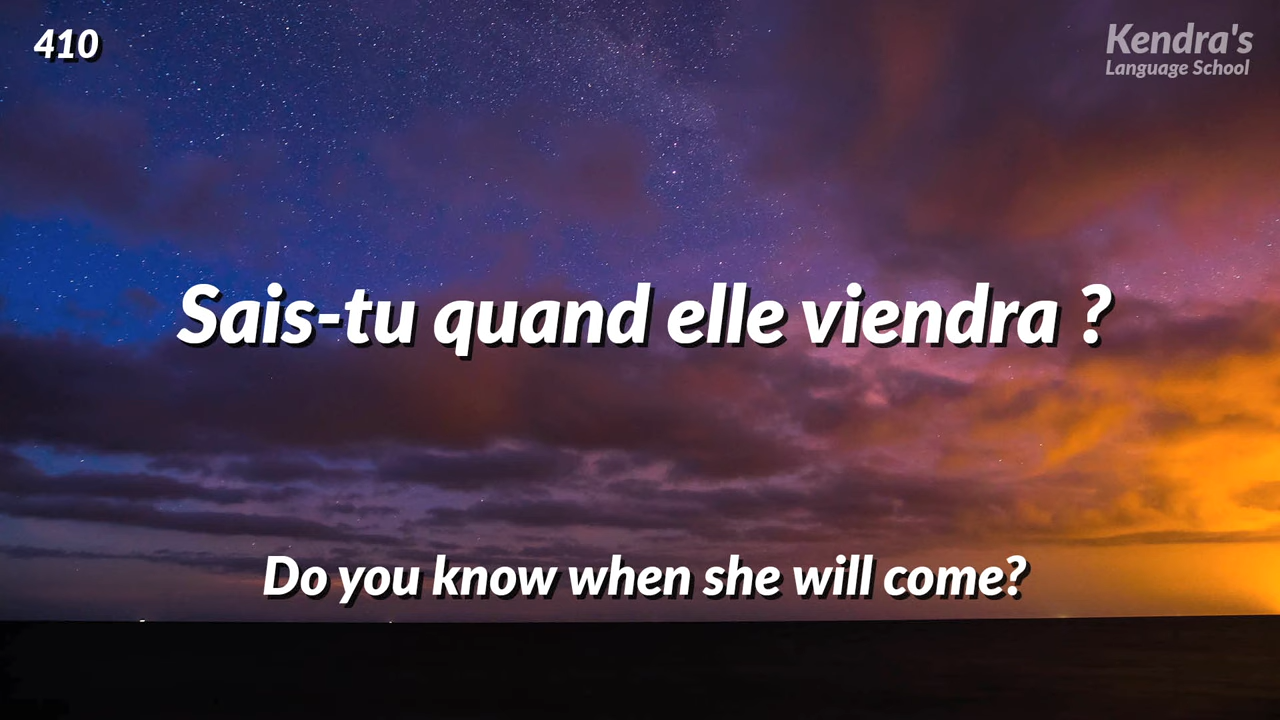 410
Kendra's
Language School
Sais-tu quand elle viendra ?
Do you know when she will come?